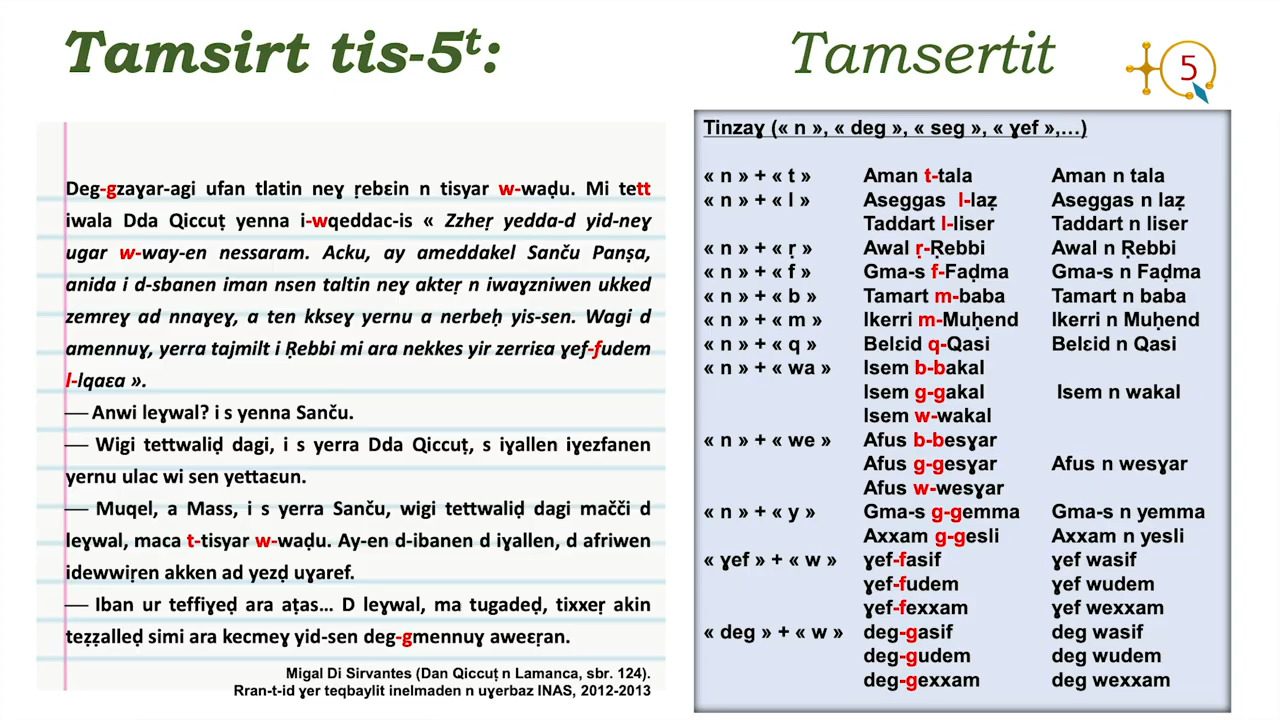 Tamsirt tis-5ᵗ:
Tamsertit
5
Deg-gzaɣar-agi ufan tlatin neɣ ṛebɛin n tisyar w-waḍu. Mi tett
iwala Dda Qiccuṭ yenna i-wqeddac-is « Zzheṛ yedda-d yid-neɣ
ugar w-way-en nessaram. Acku, ay ameddakel Sanču Panṣa,
anida i d-sbanen iman nsen taltin neɣ akteṛ n iwaɣzniwen ukked
zemreɣ ad nnaɣeɣ, a ten kkseɣ yernu a nerbeḥ yis-sen. Wagi d
amennuɣ, yerra tajmilt i Ṛebbi mi ara nekkes yir zerriɛa ɣef-fudem
l-lqaɛa ».
— Anwi leɣwal? i s yenna Sanču.
— Wigi tettwaliḍ dagi, i s yerra Dda Qiccuṭ, s iɣallen iɣezfanen
yernu ulac wi sen yettaɛun.
— Muqel, a Mass, i s yerra Sanču, wigi tettwaliḍ dagi mačči d
leɣwal, maca t-tisyar w-waḍu. Ay-en d-ibanen d iɣallen, d afriwen
idewwiṛen akken ad yezḍ uɣaref.
— Iban ur teffiɣeḍ ara aṭas... D leɣwal, ma tugadeḍ, tixxeṛ akin
teẓẓalleḍ simi ara kecmeɣ yid-sen deg-gmennuɣ aweɛṛan.
Migal Di Sirvantes (Dan Qiccuṭ n Lamanca, sbr. 124).
Rran-t-id ɣer teqbaylit inelmaden n uɣerbaz INAS, 2012-2013
Tinzaɣ (« n », « deg », « seg », « ɣef »,...)
« n » + « t » Aman t-tala Aman n tala
« n » + « l » Aseggas l-laẓ Aseggas n laẓ
Taddart l-liser Taddart n liser
« n » + « ṛ » Awal ṛ-Ṛebbi Awal n Ṛebbi
« n » + « f » Gma-s f-Faḍma Gma-s n Faḍma
« n » + « b » Tamart m-baba Tamart n baba
« n » + « m » Ikerri m-Muḥend Ikerri n Muḥend
« n » + « q » Belɛid q-Qasi Belɛid n Qasi
« n » + « wa » Isem b-bakal
Isem g-gakal Isem n wakal
Isem w-wakal
« n » + « we » Afus b-besɣar
Afus g-gesɣar Afus n wesɣar
Afus w-wesɣar
« n » + « y » Gma-s g-gemma Gma-s n yemma
Axxam g-gesli Axxam n yesli
« ɣef » + « w » ɣef-fasif ɣef wasif
ɣef-fudem ɣef wudem
ɣef-fexxam ɣef wexxam
« deg » + « w » deg-gasif deg wasif
deg-gudem deg wudem
deg-gexxam deg wexxam